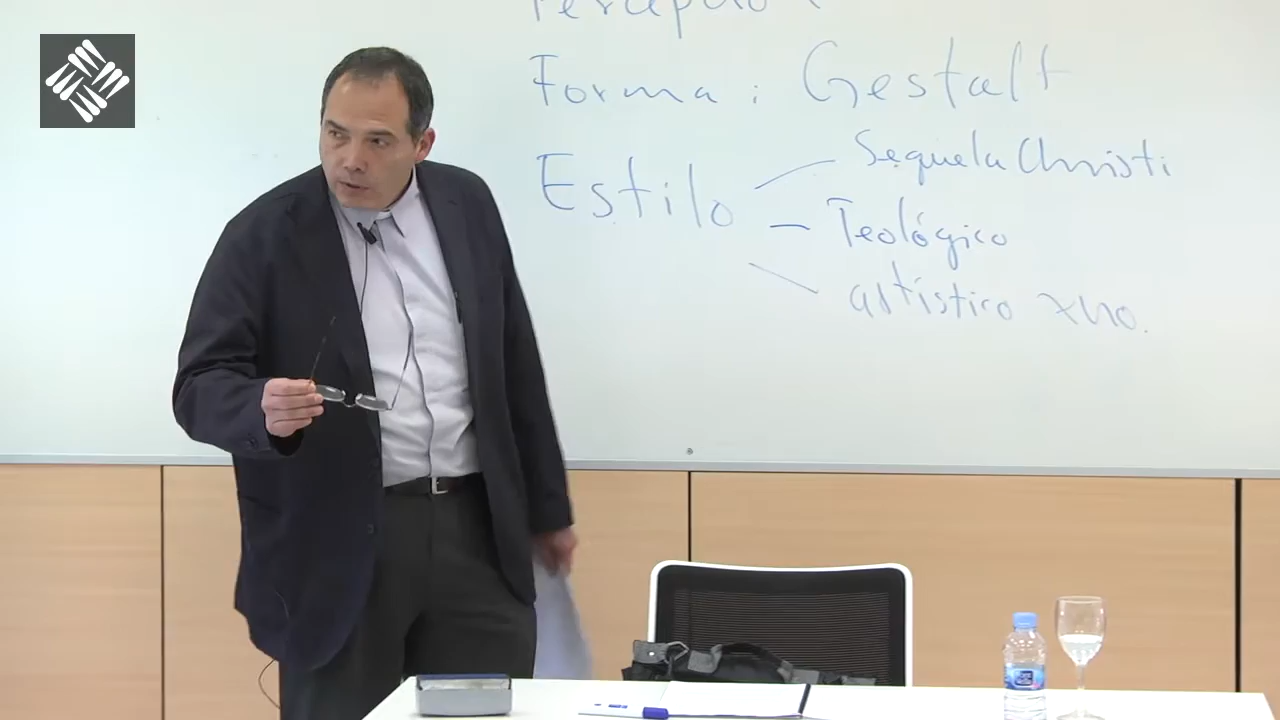 Forma : Gestalt
Estilo
Sequela Christi
Teológico
artístico xno.